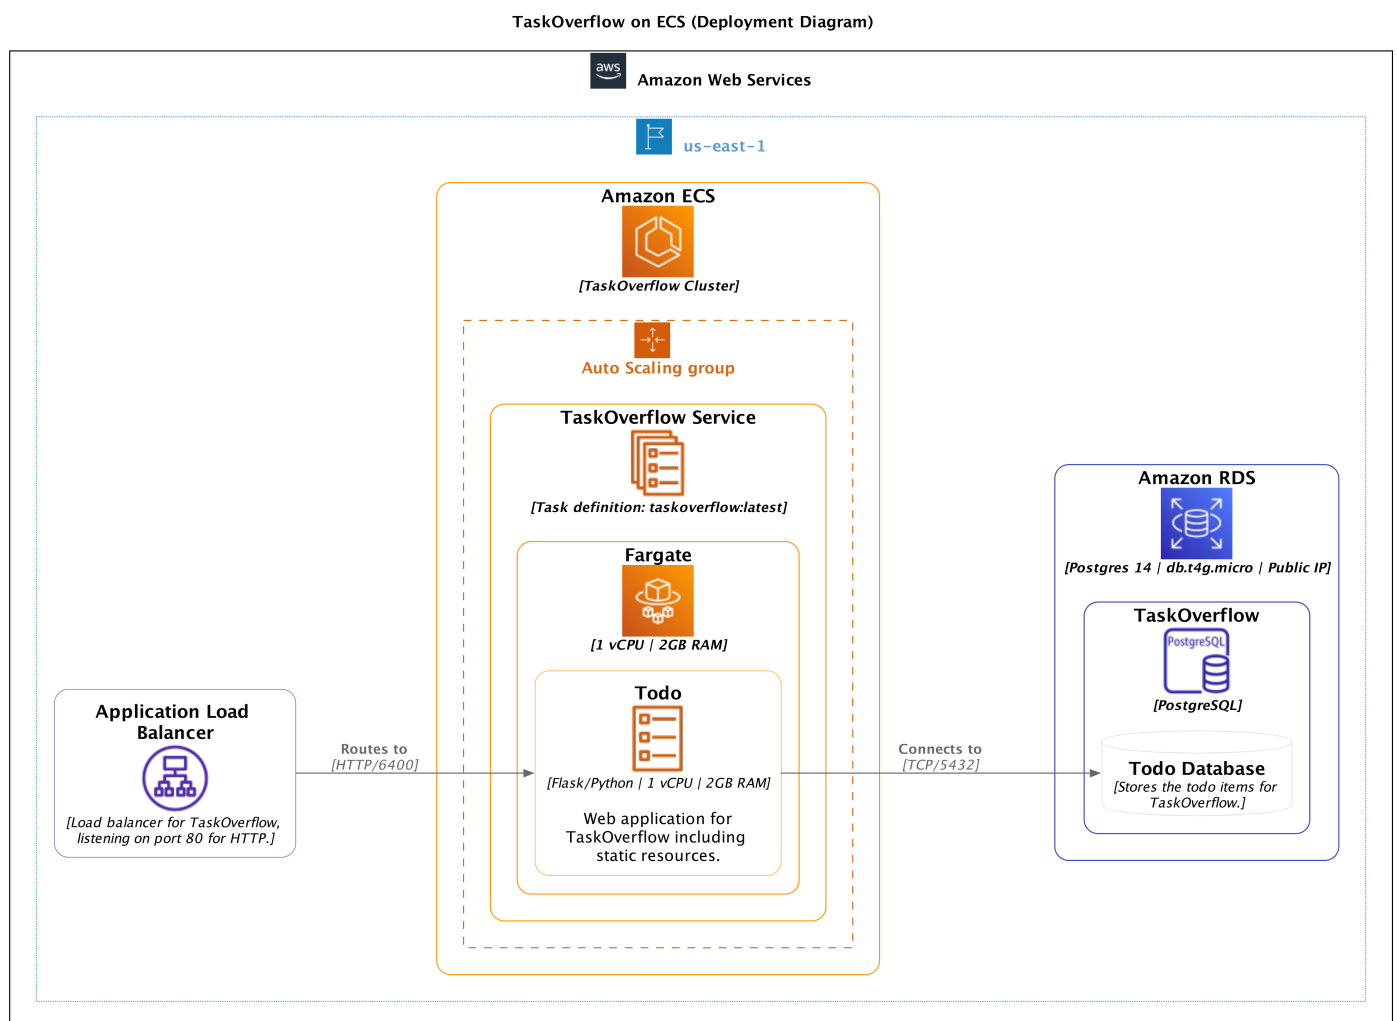 TaskOverflow on ECS (Deployment Diagram)
aws
Amazon Web Services
us-east-1
Amazon ECS
[TaskOverflow Cluster]
Auto Scaling group
TaskOverflow Service
[Task definition: taskoverflow:latest]
Fargate
[1 vCPU | 2GB RAM]
Todo
[Flask/Python | 1 vCPU | 2GB RAM]
Web application for
TaskOverflow including
static resources.
Application Load
Balancer
[Load balancer for TaskOverflow,
listening on port 80 for HTTP.]
Routes to
[HTTP/6400]
Connects to
[TCP/5432]
Amazon RDS
[Postgres 14 | db.t4g.micro | Public IP]
TaskOverflow
PostgreSQL
[PostgreSQL]
Todo Database
[Stores the todo items for
TaskOverflow.]